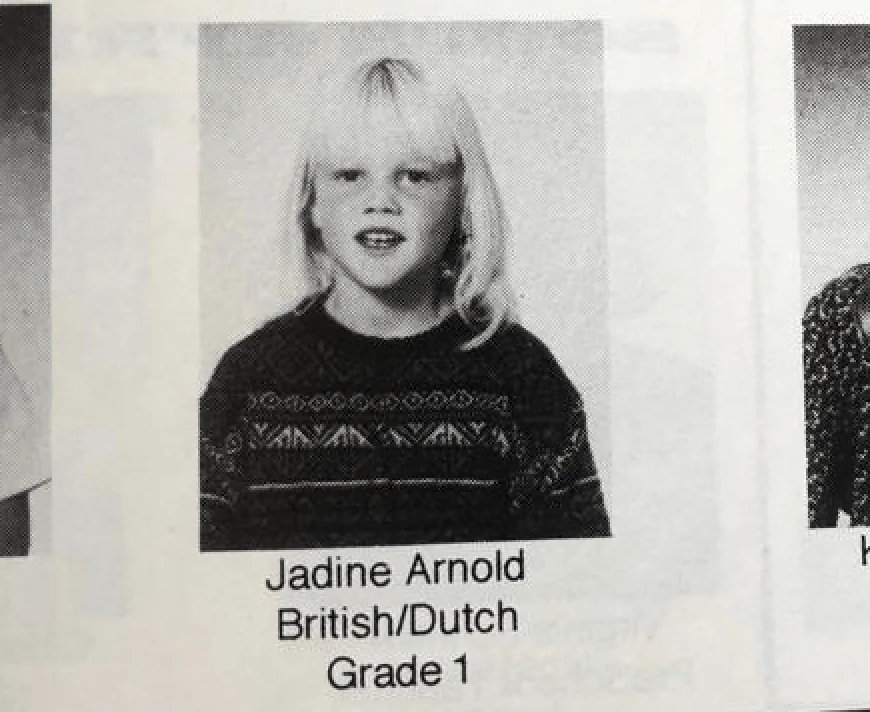 Jadine Arnold
British/Dutch
Grade 1